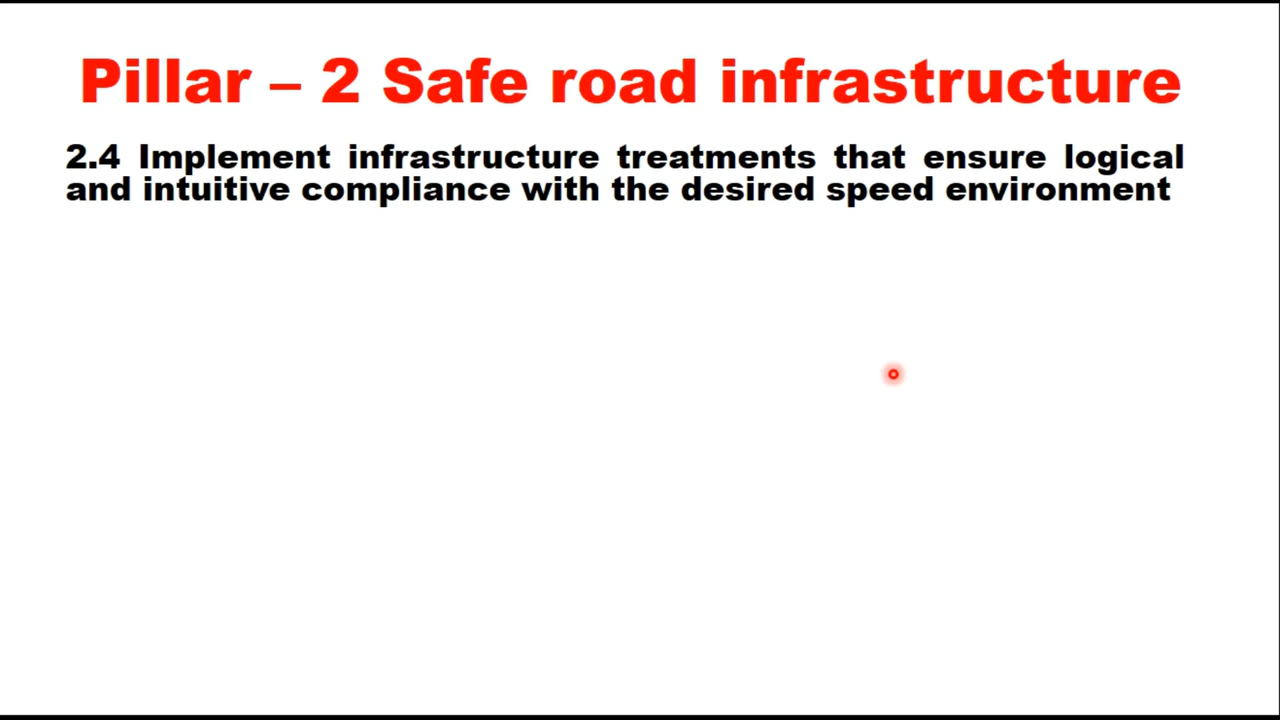 Pillar – 2 Safe road infrastructure
2.4 Implement infrastructure treatments that ensure logical
and intuitive compliance with the desired speed environment